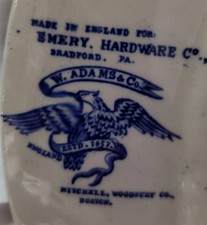 MADE IN ENGLAND FOR
EMERY, HARDWARE Co.,
BRADFORD, PA.
W. ADAMS & Co.
ENGLAND
ESTD. 1657.
MITCHELL, WOODBURY CO.,
BOSTON.